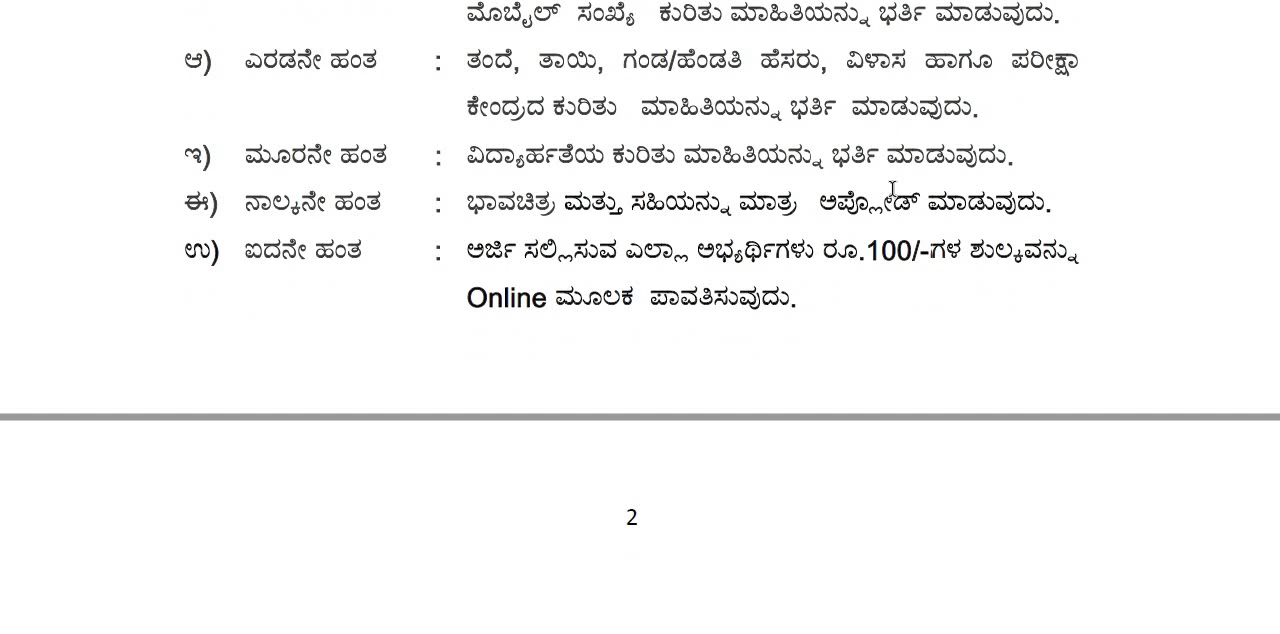 ಮೊಬೈಲ್ ಸಂಖ್ಯೆ ಕುರಿತು ಮಾಹಿತಿಯನ್ನು ಭರ್ತಿ ಮಾಡುವುದು.
ಆ) ಎರಡನೇ ಹಂತ : ತಂದೆ, ತಾಯಿ, ಗಂಡ/ಹೆಂಡತಿ ಹೆಸರು, ವಿಳಾಸ ಹಾಗೂ ಪರೀಕ್ಷಾ
ಕೇಂದ್ರದ ಕುರಿತು ಮಾಹಿತಿಯನ್ನು ಭರ್ತಿ ಮಾಡುವುದು.
ಇ) ಮೂರನೇ ಹಂತ : ವಿದ್ಯಾರ್ಹತೆಯ ಕುರಿತು ಮಾಹಿತಿಯನ್ನು ಭರ್ತಿ ಮಾಡುವುದು.
ಈ) ನಾಲ್ಕನೇ ಹಂತ : ಭಾವಚಿತ್ರ ಮತ್ತು ಸಹಿಯನ್ನು ಮಾತ್ರ ಅಪ್ಲೋಡ್ ಮಾಡುವುದು.
ಉ) ಐದನೇ ಹಂತ : ಅರ್ಜಿ ಸಲ್ಲಿಸುವ ಎಲ್ಲಾ ಅಭ್ಯರ್ಥಿಗಳು ರೂ.100/-ಗಳ ಶುಲ್ಕವನ್ನು
Online ಮೂಲಕ ಪಾವತಿಸುವುದು.
2